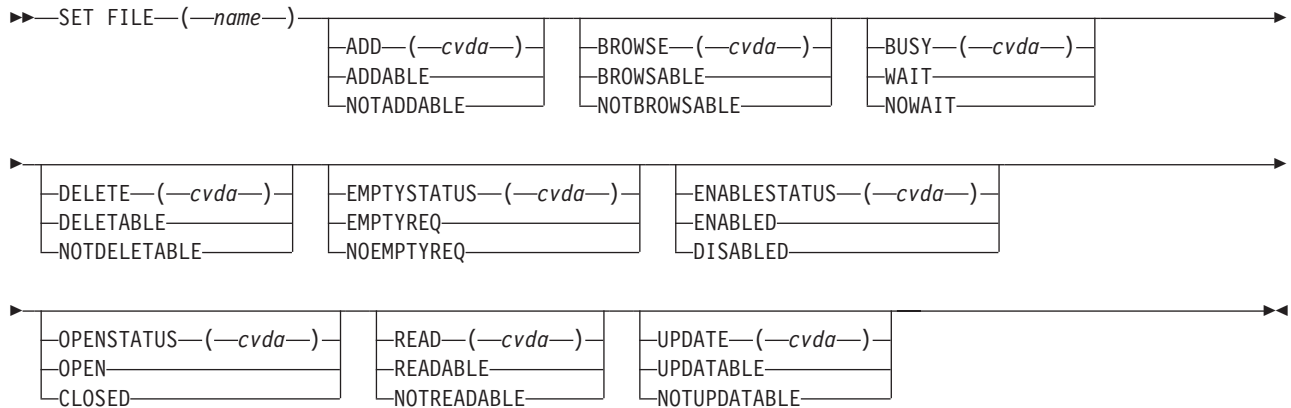 SET FILE ( name )
ADD ( cvda )
ADDABLE
NOTADDABLE
BROWSE ( cvda )
BROWSABLE
NOTBROWSABLE
BUSY ( cvda )
WAIT
NOWAIT
DELETE ( cvda )
DELETABLE
NOTDELETABLE
EMPTYSTATUS ( cvda )
EMPTYREQ
NOEMPTYREQ
ENABLESTATUS ( cvda )
ENABLED
DISABLED
OPENSTATUS ( cvda )
OPEN
CLOSED
READ ( cvda )
READABLE
NOTREADABLE
UPDATE ( cvda )
UPDATABLE
NOTUPDATABLE